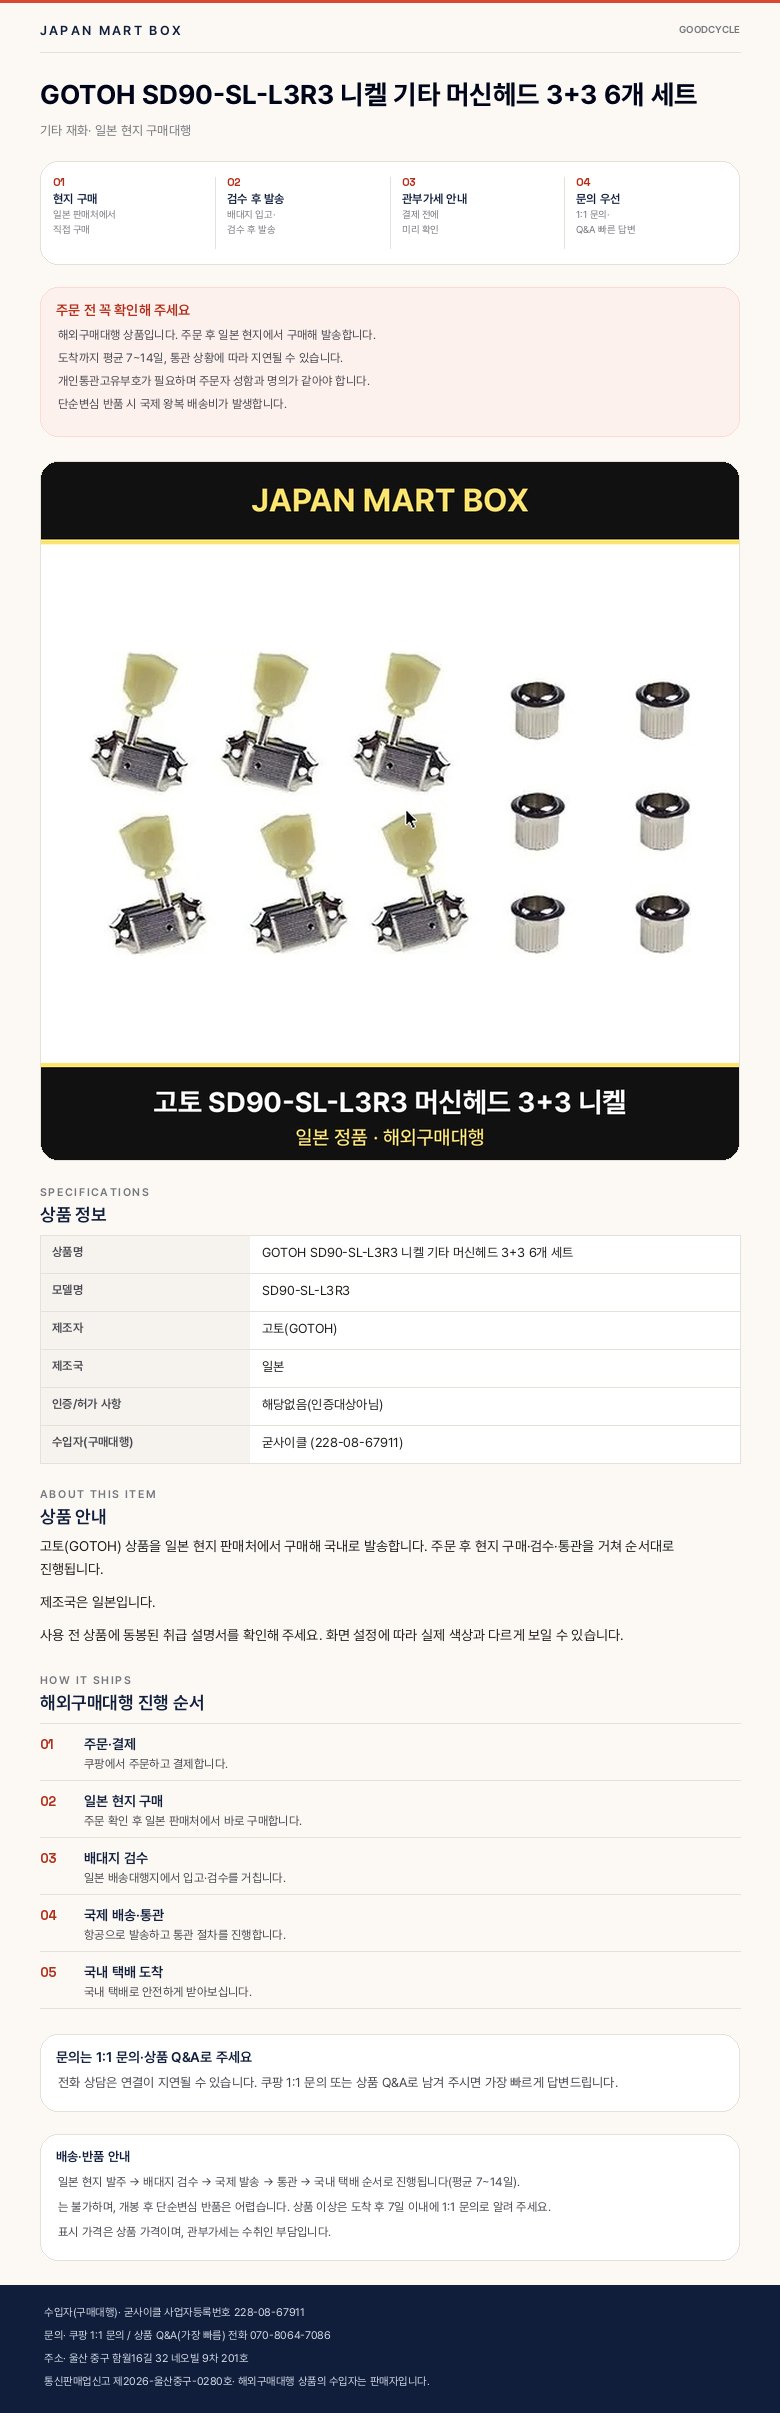 JAPAN MART BOX
GOODCYCLE
GOTOH SD90-SL-L3R3 니켈 기타 머신헤드 3+3 6개 세트
기타 재화· 일본 현지 구매대행
01
현지 구매
일본 판매처에서
직접 구매
02
검수 후 발송
배대지 입고·
검수 후 발송
03
관부가세 안내
결제 전에
미리 확인
04
문의 우선
1:1 문의·
Q&A 빠른 답변
주문 전 꼭 확인해 주세요
해외구매대행 상품입니다. 주문 후 일본 현지에서 구매해 발송합니다.
도착까지 평균 7~14일, 통관 상황에 따라 지연될 수 있습니다.
개인통관고유부호가 필요하며 주문자 성함과 명의가 같아야 합니다.
단순변심 반품 시 국제 왕복 배송비가 발생합니다.
JAPAN MART BOX
고토 SD90-SL-L3R3 머신헤드 3+3 니켈
일본 정품 · 해외구매대행
SPECIFICATIONS
상품 정보
상품명 GOTOH SD90-SL-L3R3 니켈 기타 머신헤드 3+3 6개 세트
모델명 SD90-SL-L3R3
제조자 고토(GOTOH)
제조국 일본
인증/허가 사항 해당없음(인증대상아님)
수입자(구매대행) 굳사이클 (228-08-67911)
ABOUT THIS ITEM
상품 안내
고토(GOTOH) 상품을 일본 현지 판매처에서 구매해 국내로 발송합니다. 주문 후 현지 구매·검수·통관을 거쳐 순서대로
진행됩니다.
제조국은 일본입니다.
사용 전 상품에 동봉된 취급 설명서를 확인해 주세요. 화면 설정에 따라 실제 색상과 다르게 보일 수 있습니다.
HOW IT SHIPS
해외구매대행 진행 순서
01 주문·결제
쿠팡에서 주문하고 결제합니다.
02 일본 현지 구매
주문 확인 후 일본 판매처에서 바로 구매합니다.
03 배대지 검수
일본 배송대행지에서 입고·검수를 거칩니다.
04 국제 배송·통관
항공으로 발송하고 통관 절차를 진행합니다.
05 국내 택배 도착
국내 택배로 안전하게 받아보십니다.
문의는 1:1 문의·상품 Q&A로 주세요
전화 상담은 연결이 지연될 수 있습니다. 쿠팡 1:1 문의 또는 상품 Q&A로 남겨 주시면 가장 빠르게 답변드립니다.
배송·반품 안내
일본 현지 발주 → 배대지 검수 → 국제 발송 → 통관 → 국내 택배 순서로 진행됩니다(평균 7~14일).
는 불가하며, 개봉 후 단순변심 반품은 어렵습니다. 상품 이상은 도착 후 7일 이내에 1:1 문의로 알려 주세요.
표시 가격은 상품 가격이며, 관부가세는 수취인 부담입니다.
수입자(구매대행)· 굳사이클 사업자등록번호 228-08-67911
문의· 쿠팡 1:1 문의 / 상품 Q&A(가장 빠름) 전화 070-8064-7086
주소· 울산 중구 함월16길 32 네오빌 9차 201호
통신판매업신고 제2026-울산중구-0280호· 해외구매대행 상품의 수입자는 판매자입니다.